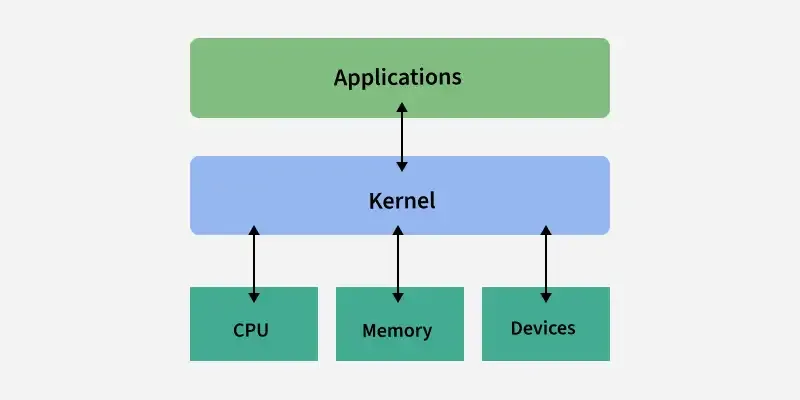 Applications
Kernel
CPU
Memory
Devices